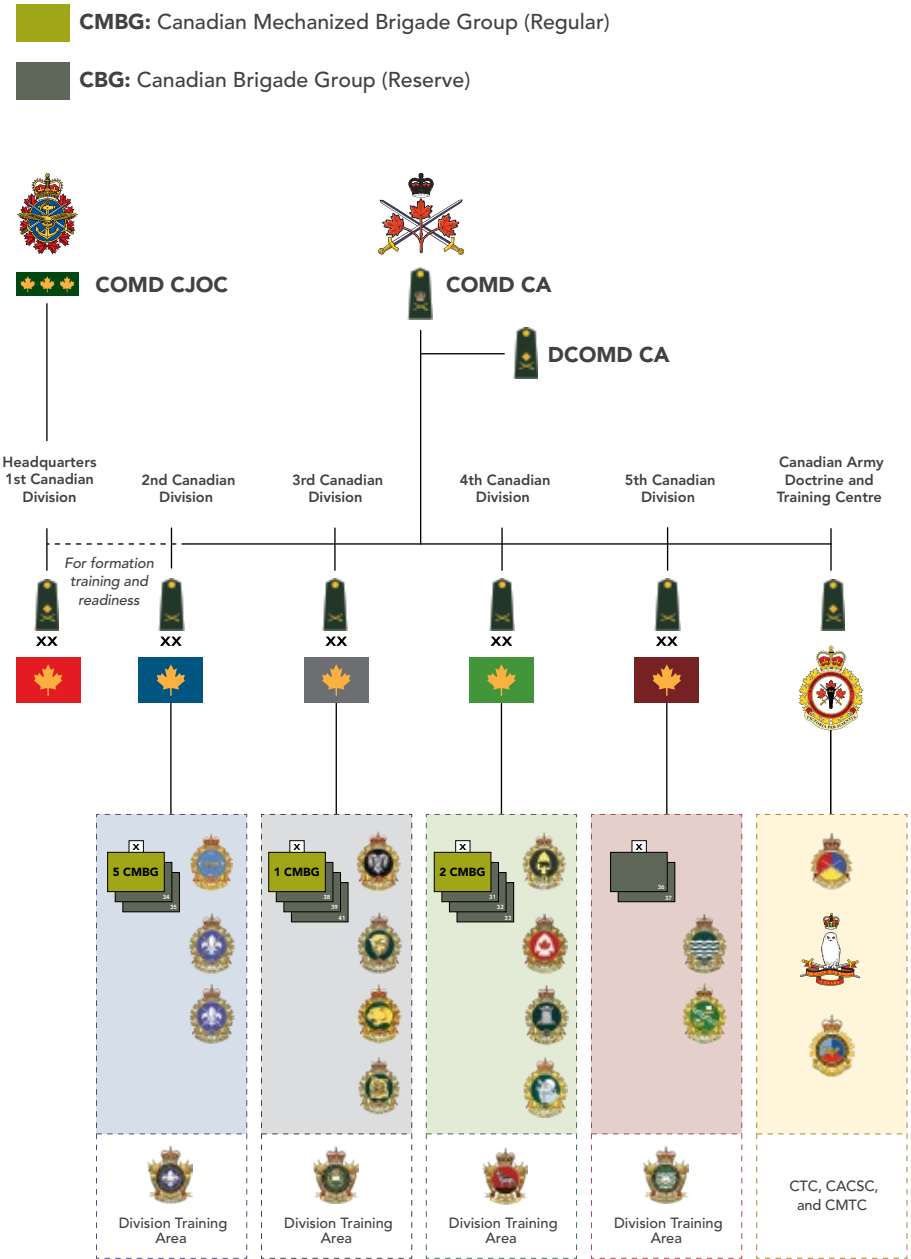 CMBG: Canadian Mechanized Brigade Group (Regular)
CBG: Canadian Brigade Group (Reserve)
COMD CJOC
COMD CA
DCOMD CA
Headquarters
1st Canadian
Division
2nd Canadian
Division
3rd Canadian
Division
4th Canadian
Division
5th Canadian
Division
Canadian Army
Doctrine and
Training Centre
For formation
training and
readiness
XX
XX
XX
XX
XX
X
5 CMBG
34
35
X
1 CMBG
38
39
41
X
2 CMBG
31
32
33
X
36
37
Division Training
Area
Division Training
Area
Division Training
Area
Division Training
Area
CTC, CACSC,
and CMTC